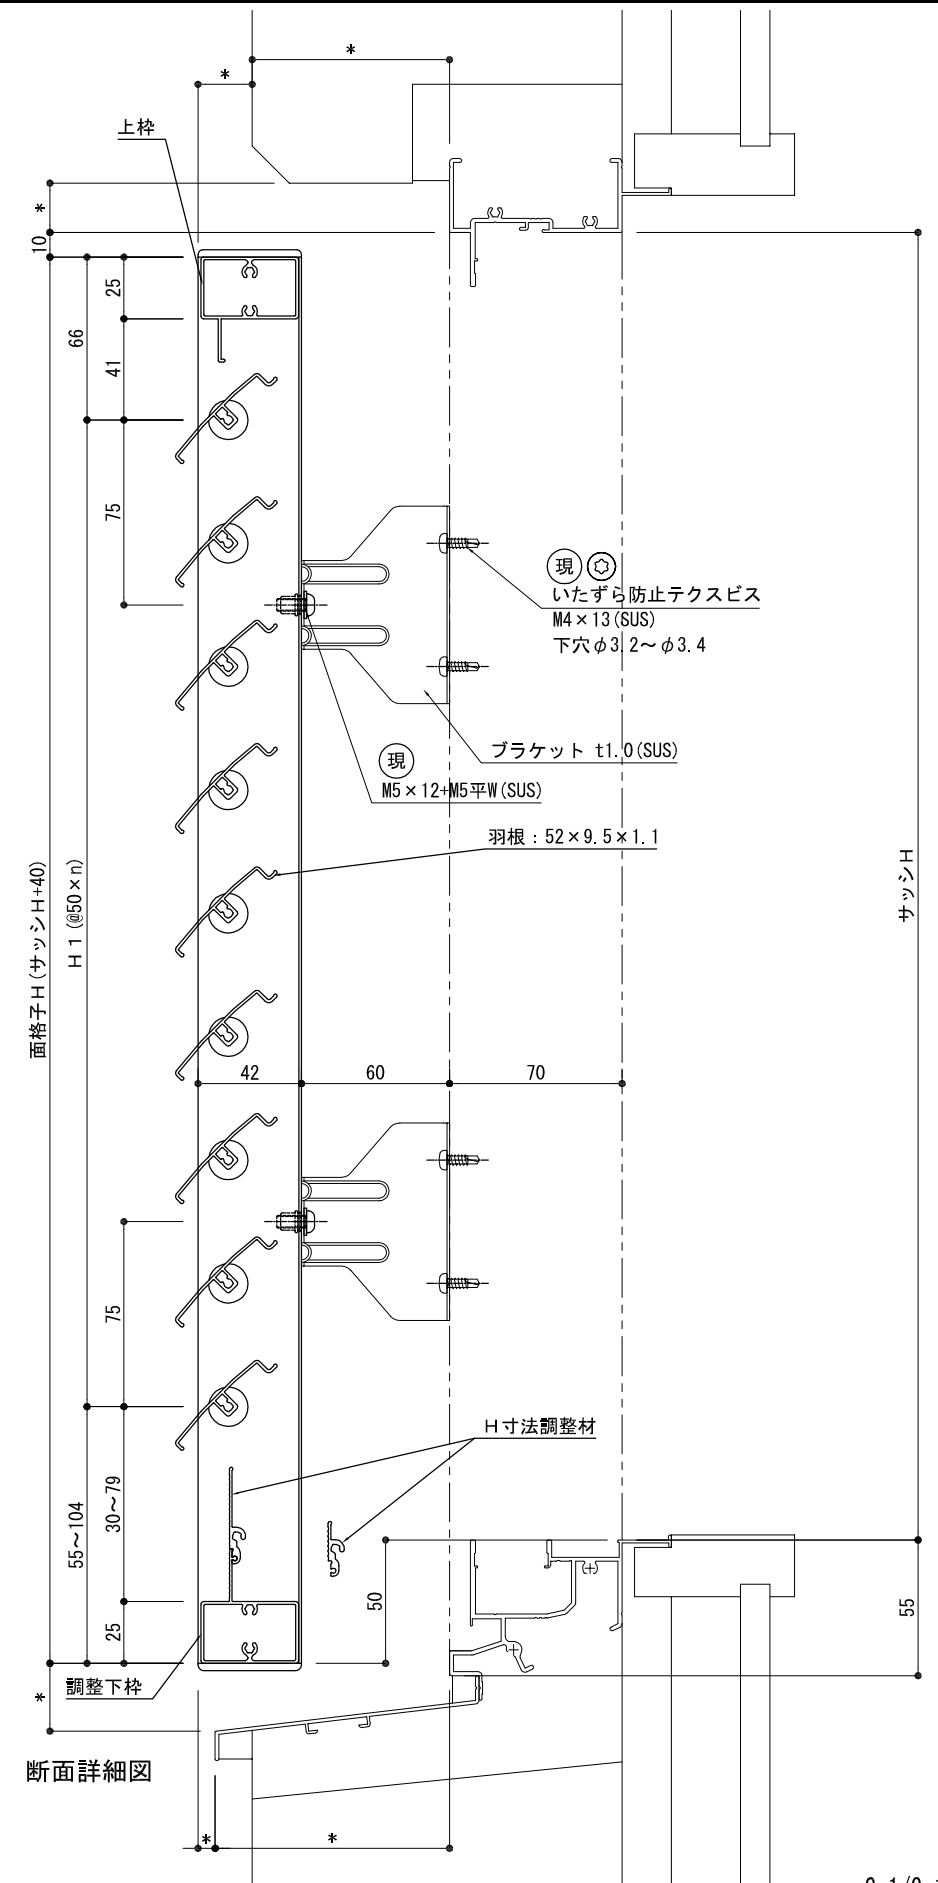 *
*
上枠
*
10
25
66
41
75
現
いたずら防止テクスビス
M4×13(SUS)
下穴φ3.2～φ3.4
ブラケット t1.0(SUS)
現
M5×12+M5平W(SUS)
羽根：52×9.5×1.1
サッシH
面格子H(サッシH+40)
H1(@50×n)
42
60
70
75
H寸法調整材
30～79
55～104
50
55
25
調整下枠
*
断面詳細図
*
*